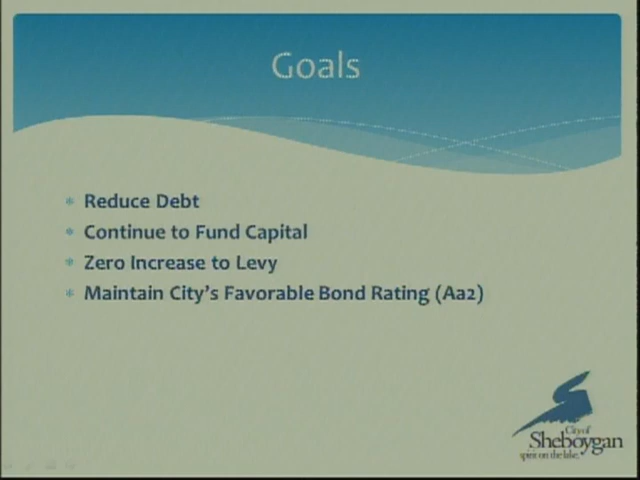 Goals
Reduce Debt
Continue to Fund Capital
Zero Increase to Levy
Maintain City's Favorable Bond Rating (Aa2)
City of
Sheboygan
spirit on the lake.